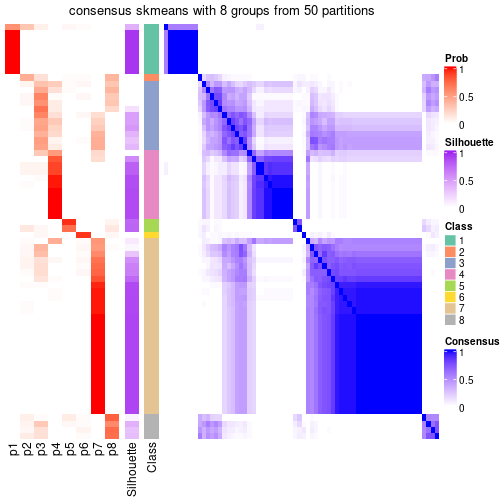 consensus skmeans with 8 groups from 50 partitions
Prob
1
0.5
0
Silhouette
1
0.5
0
Class
1
2
3
4
5
6
7
8
Consensus
1
0.5
0
p1
p2
p3
p4
p5
p6
p7
p8
Silhouette
Class